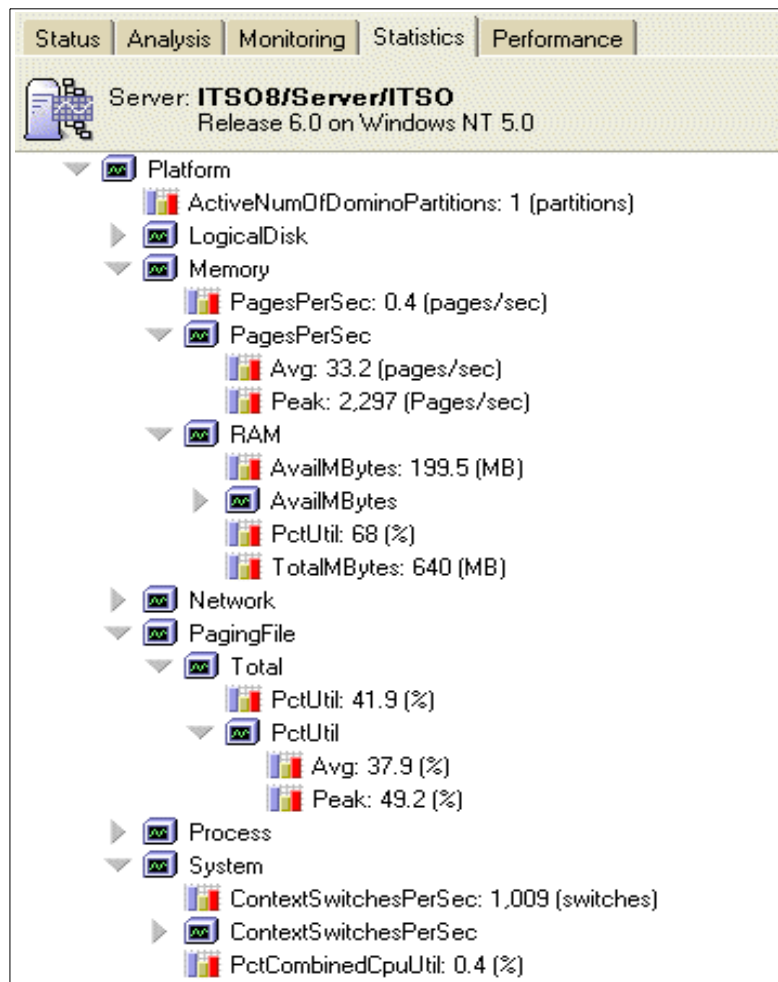 Status Analysis Monitoring Statistics Performance
Server: ITSO8/Server/ITSO
Release 6.0 on Windows NT 5.0
Platform
ActiveNumOfDominoPartitions: 1 (partitions)
LogicalDisk
Memory
PagesPerSec: 0.4 (pages/sec)
PagesPerSec
Avg: 33.2 (pages/sec)
Peak: 2,297 (Pages/sec)
RAM
AvailMBytes: 199.5 (MB)
AvailMBytes
PctUtil: 68 (%)
TotalMBytes: 640 (MB)
Network
PagingFile
Total
PctUtil: 41.9 (%)
PctUtil
Avg: 37.9 (%)
Peak: 49.2 (%)
Process
System
ContextSwitchesPerSec: 1,009 (switches)
ContextSwitchesPerSec
PctCombinedCpuUtil: 0.4 (%)